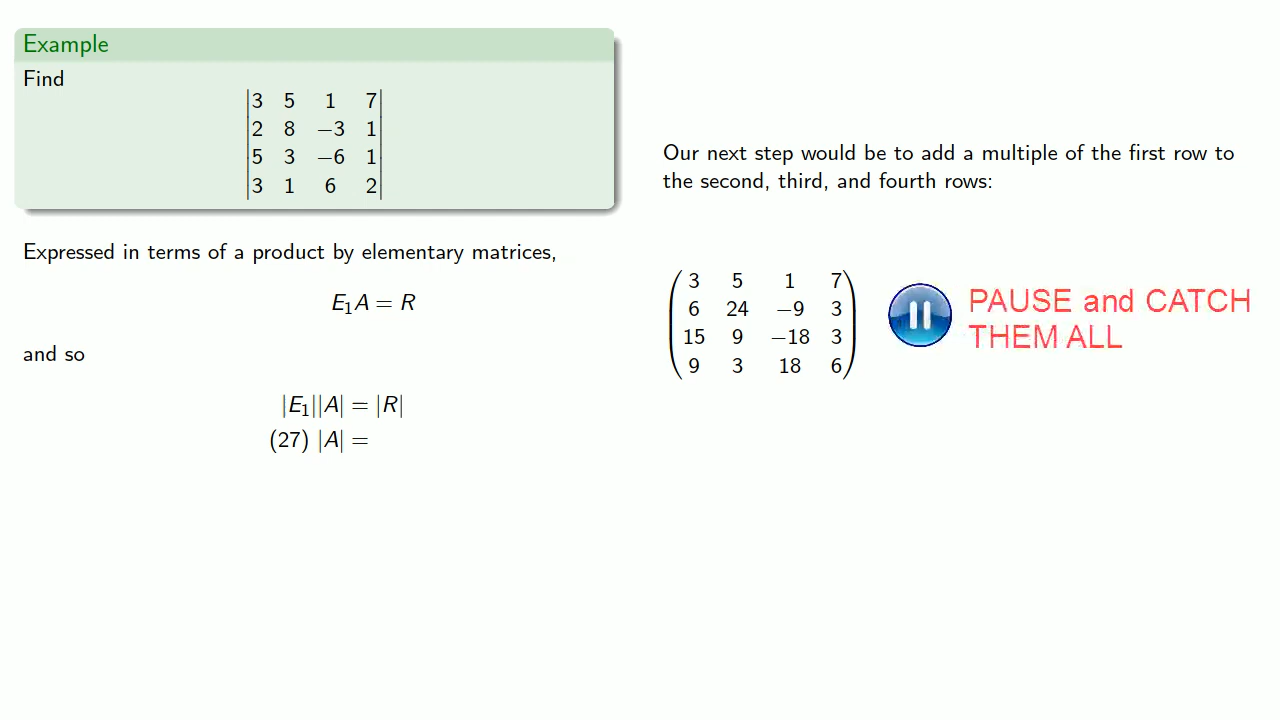 Example
Find
|3 5 1 7|
|2 8 −3 1|
|5 3 −6 1|
|3 1 6 2|
Expressed in terms of a product by elementary matrices,
E₁A = R
and so
|E₁||A| = |R|
(27) |A| =
Our next step would be to add a multiple of the first row to
the second, third, and fourth rows:
3 5 1 7
6 24 −9 3
15 9 −18 3
9 3 18 6
PAUSE and CATCH
THEM ALL